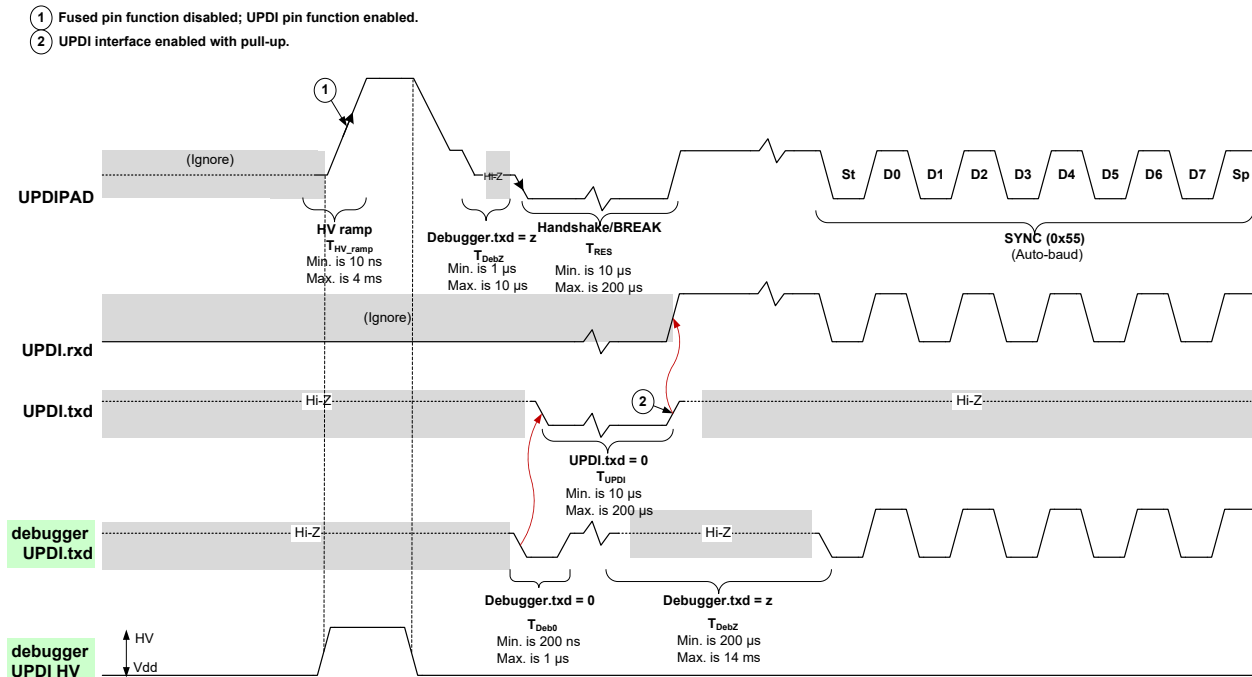 1 Fused pin function disabled; UPDI pin function enabled.
2 UPDI interface enabled with pull-up.
1
(Ignore)
Hi-Z
St D0 D1 D2 D3 D4 D5 D6 D7 Sp
UPDIPAD
HV ramp
THV_ramp
Min. is 10 ns
Max. is 4 ms
Debugger.txd = z
TDebZ
Min. is 1 µs
Max. is 10 µs
Handshake/BREAK
TRES
Min. is 10 µs
Max. is 200 µs
SYNC (0x55)
(Auto-baud)
(Ignore)
UPDI.rxd
Hi-Z
2
Hi-Z
UPDI.txd
UPDI.txd = 0
TUPDI
Min. is 10 µs
Max. is 200 µs
debugger
UPDI.txd
Hi-Z
Hi-Z
Debugger.txd = 0
TDeb0
Min. is 200 ns
Max. is 1 µs
Debugger.txd = z
TDebZ
Min. is 200 µs
Max. is 14 ms
debugger
UPDI HV
HV
Vdd